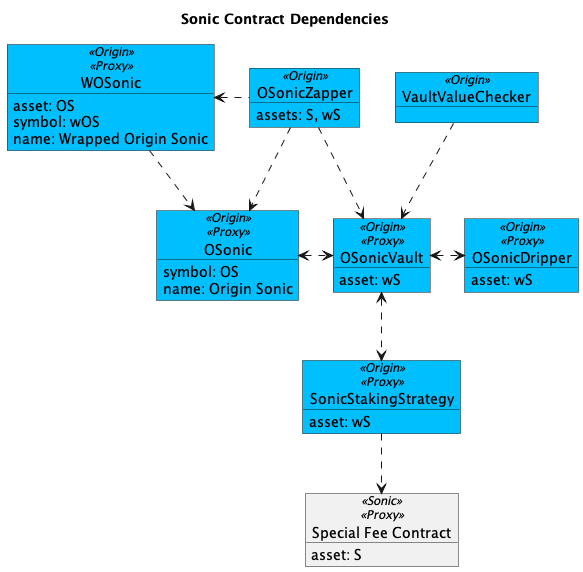 Sonic Contract Dependencies
«Origin»
«Proxy»
WOSonic
asset: OS
symbol: wOS
name: Wrapped Origin Sonic
«Origin»
OSonicZapper
assets: S, wS
«Origin»
VaultValueChecker
«Origin»
«Proxy»
OSonic
symbol: OS
name: Origin Sonic
«Origin»
«Proxy»
OSonicVault
asset: wS
«Origin»
«Proxy»
OSonicDripper
asset: wS
«Origin»
«Proxy»
SonicStakingStrategy
asset: wS
«Sonic»
«Proxy»
Special Fee Contract
asset: S